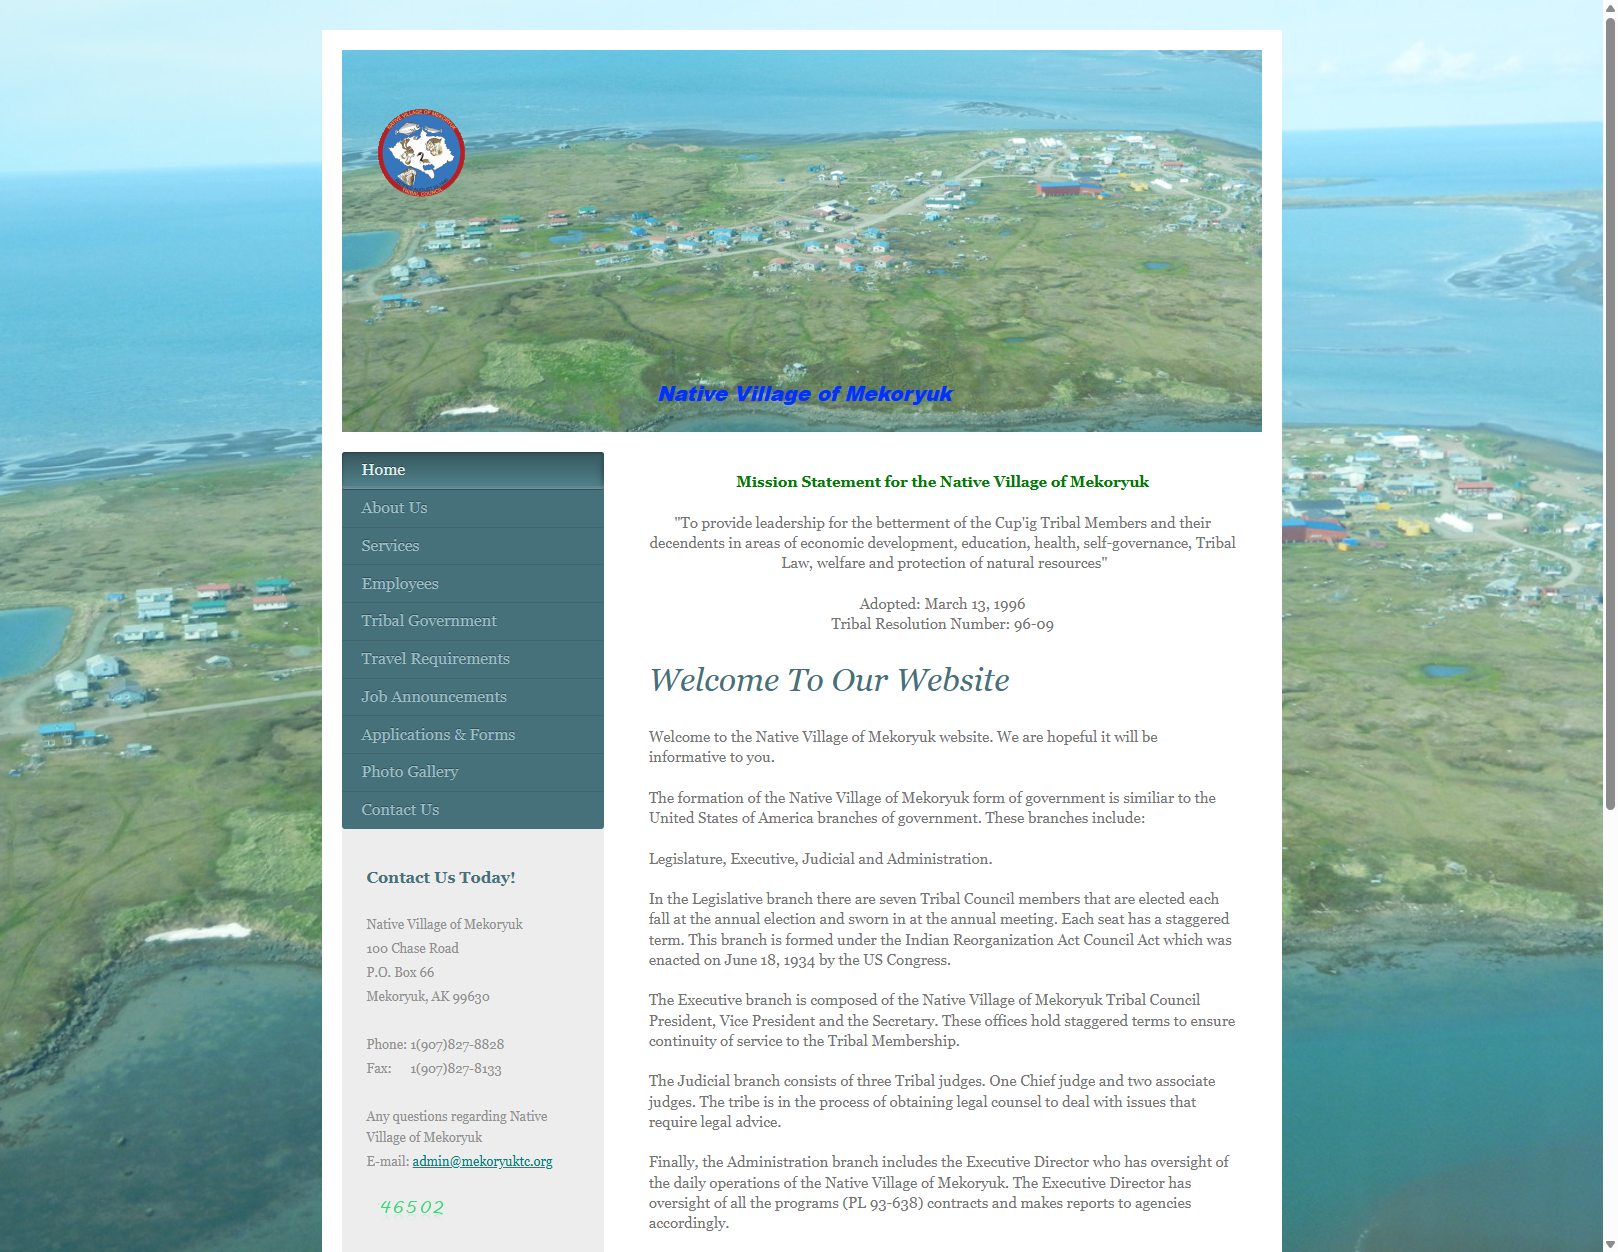 NATIVE VILLAGE OF MEKORYUK
TRIBAL COUNCIL
Native Village of Mekoryuk
Home
About Us
Services
Employees
Tribal Government
Travel Requirements
Job Announcements
Applications & Forms
Photo Gallery
Contact Us
Contact Us Today!
Native Village of Mekoryuk
100 Chase Road
P.O. Box 66
Mekoryuk, AK 99630
Phone: 1(907)827-8828
Fax: 1(907)827-8133
Any questions regarding Native
Village of Mekoryuk
E-mail: admin@mekoryuktc.org
46502
Mission Statement for the Native Village of Mekoryuk
"To provide leadership for the betterment of the Cup'ig Tribal Members and their
decendents in areas of economic development, education, health, self-governance, Tribal
Law, welfare and protection of natural resources"
Adopted: March 13, 1996
Tribal Resolution Number: 96-09
Welcome To Our Website
Welcome to the Native Village of Mekoryuk website. We are hopeful it will be
informative to you.
The formation of the Native Village of Mekoryuk form of government is similiar to the
United States of America branches of government. These branches include:
Legislature, Executive, Judicial and Administration.
In the Legislative branch there are seven Tribal Council members that are elected each
fall at the annual election and sworn in at the annual meeting. Each seat has a staggered
term. This branch is formed under the Indian Reorganization Act Council Act which was
enacted on June 18, 1934 by the US Congress.
The Executive branch is composed of the Native Village of Mekoryuk Tribal Council
President, Vice President and the Secretary. These offices hold staggered terms to ensure
continuity of service to the Tribal Membership.
The Judicial branch consists of three Tribal judges. One Chief judge and two associate
judges. The tribe is in the process of obtaining legal counsel to deal with issues that
require legal advice.
Finally, the Administration branch includes the Executive Director who has oversight of
the daily operations of the Native Village of Mekoryuk. The Executive Director has
oversight of all the programs (PL 93-638) contracts and makes reports to agencies
accordingly.